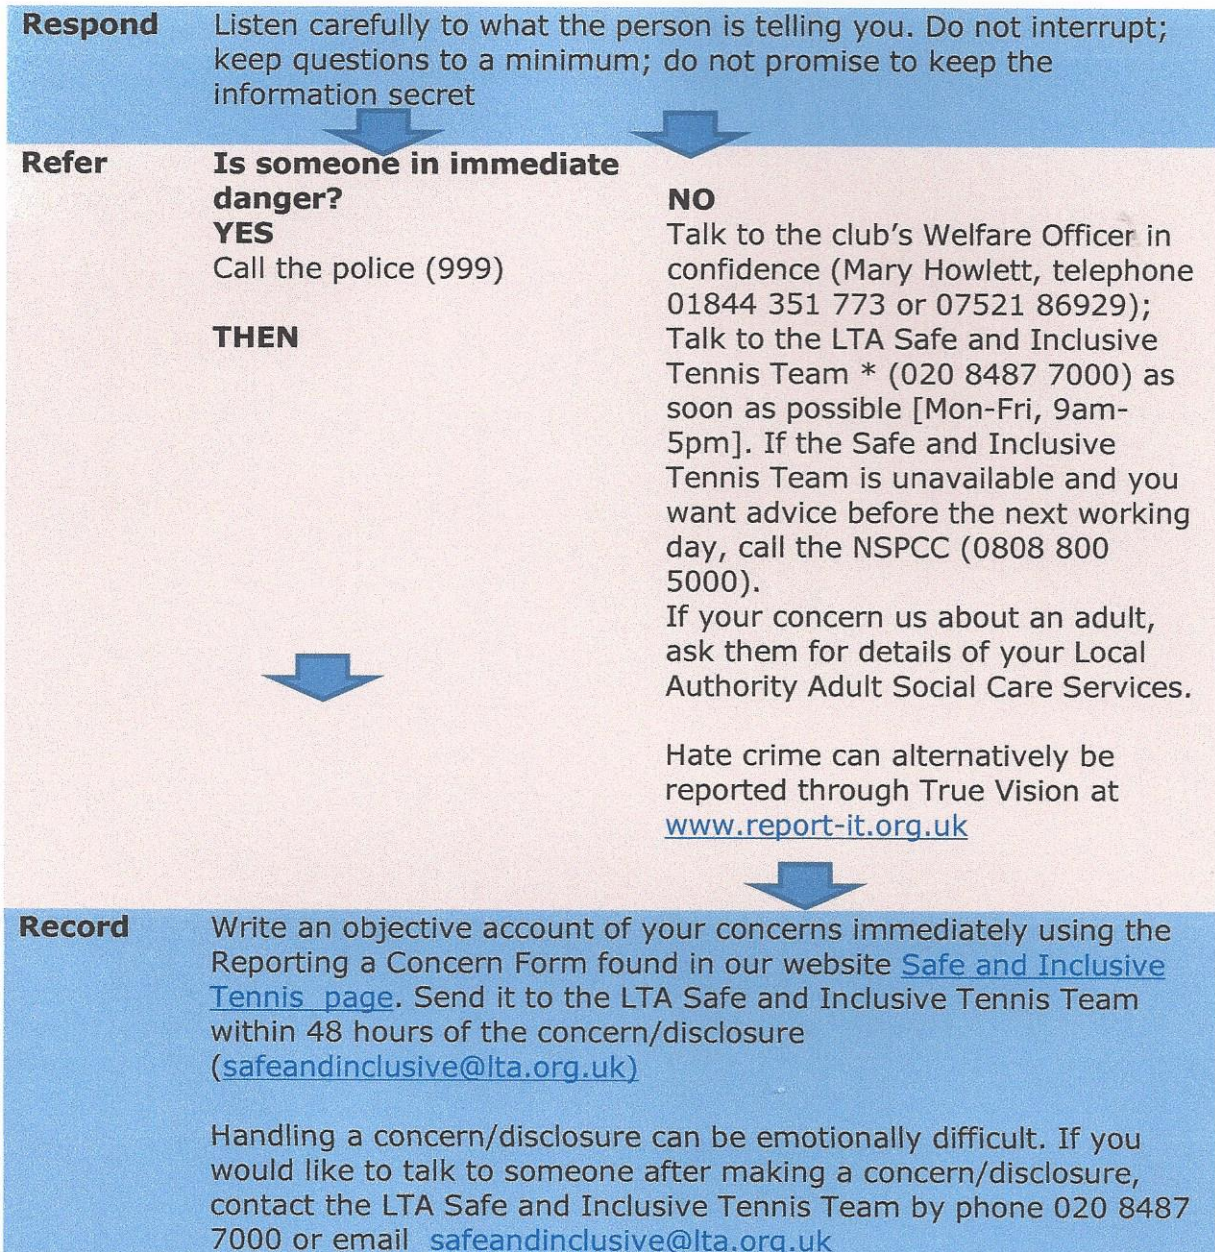 Respond
Listen carefully to what the person is telling you. Do not interrupt;
keep questions to a minimum; do not promise to keep the
information secret
Refer
Is someone in immediate
danger?
YES
Call the police (999)
THEN
NO
Talk to the club's Welfare Officer in
confidence (Mary Howlett, telephone
01844 351 773 or 07521 86929);
Talk to the LTA Safe and Inclusive
Tennis Team * (020 8487 7000) as
soon as possible [Mon-Fri, 9am-
5pm]. If the Safe and Inclusive
Tennis Team is unavailable and you
want advice before the next working
day, call the NSPCC (0808 800
5000).
If your concern us about an adult,
ask them for details of your Local
Authority Adult Social Care Services.
Hate crime can alternatively be
reported through True Vision at
www.report-it.org.uk
Record
Write an objective account of your concerns immediately using the
Reporting a Concern Form found in our website Safe and Inclusive
Tennis page. Send it to the LTA Safe and Inclusive Tennis Team
within 48 hours of the concern/disclosure
(safeandinclusive@lta.org.uk)
Handling a concern/disclosure can be emotionally difficult. If you
would like to talk to someone after making a concern/disclosure,
contact the LTA Safe and Inclusive Tennis Team by phone 020 8487
7000 or email safeandinclusive@lta.org.uk